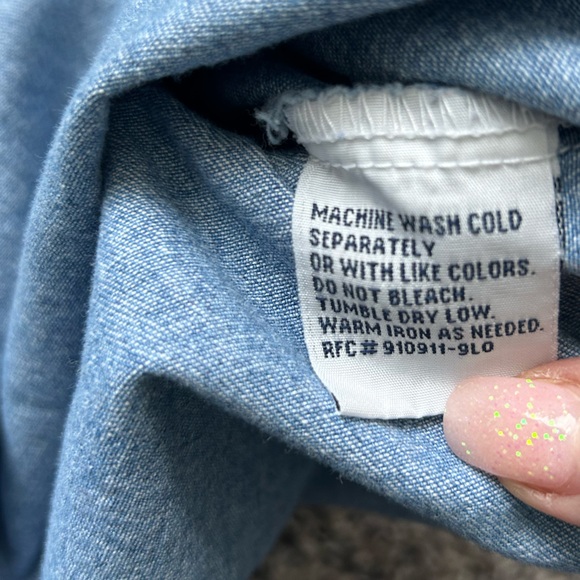 MACHINE WASH COLD
SEPARATELY
OR WITH LIKE COLORS.
DO NOT BLEACH.
TUMBLE DRY LOW.
WARM IRON AS NEEDED.
RFC# 910911-9LO